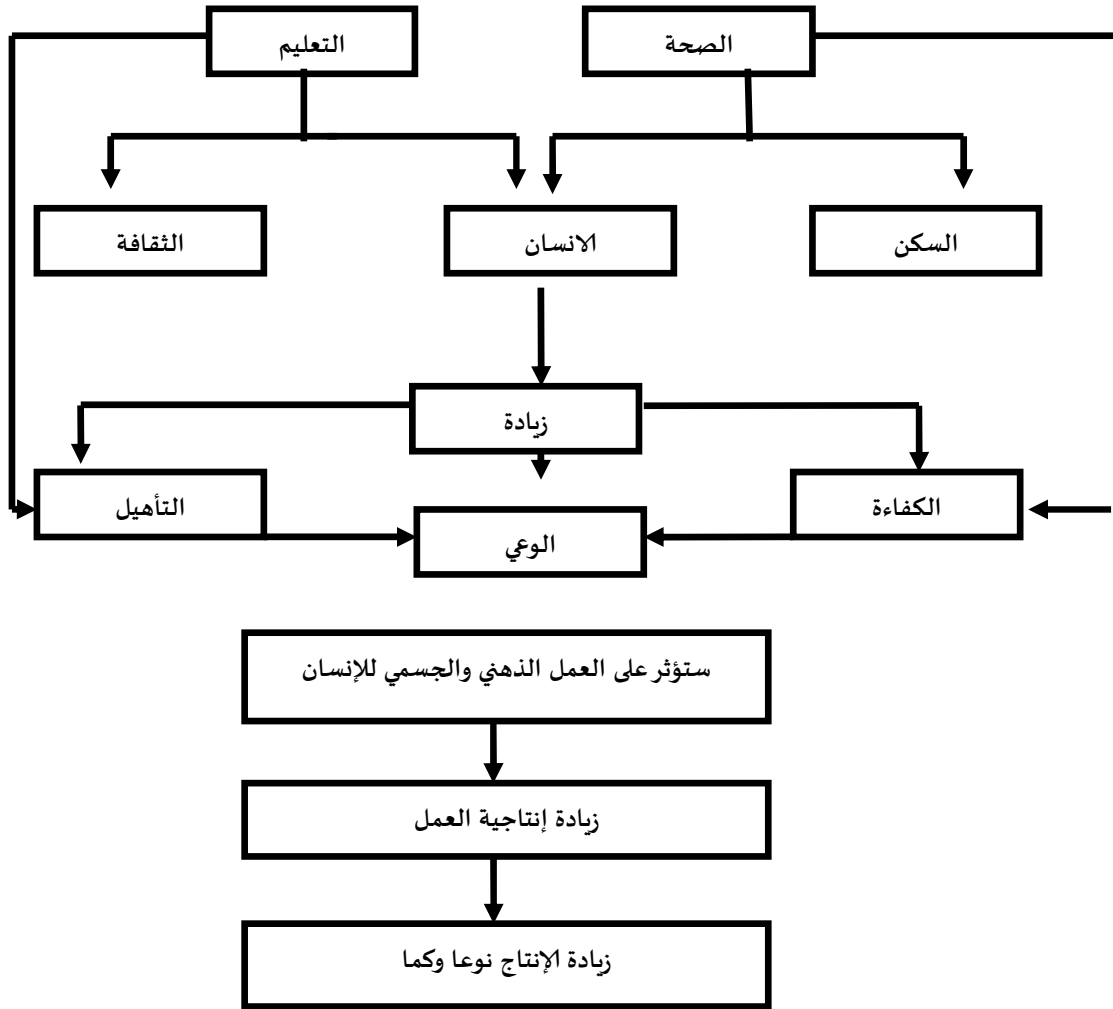 الصحة
التعليم
السكن
الانسان
الثقافة
زيادة
الكفاءة
التأهيل
الوعي
ستؤثر على العمل الذهني والجسمي للإنسان
زيادة إنتاجية العمل
زيادة الإنتاج نوعا وكما